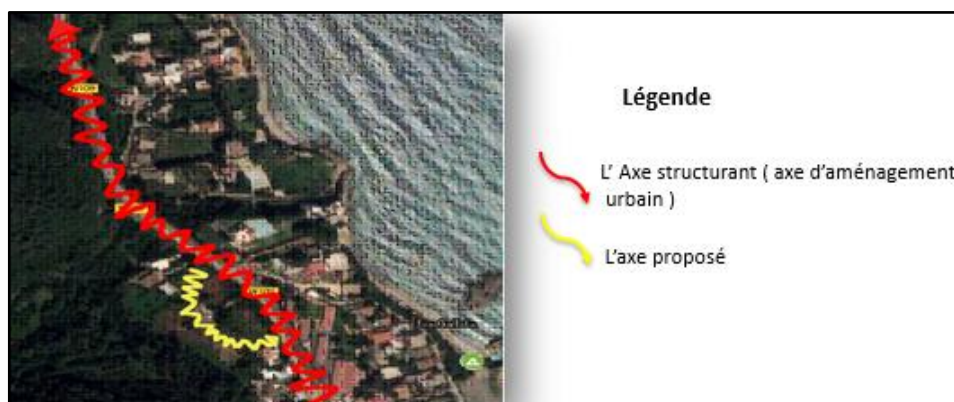 Légende
L' Axe structurant ( axe d'aménagement
urbain )
L'axe proposé